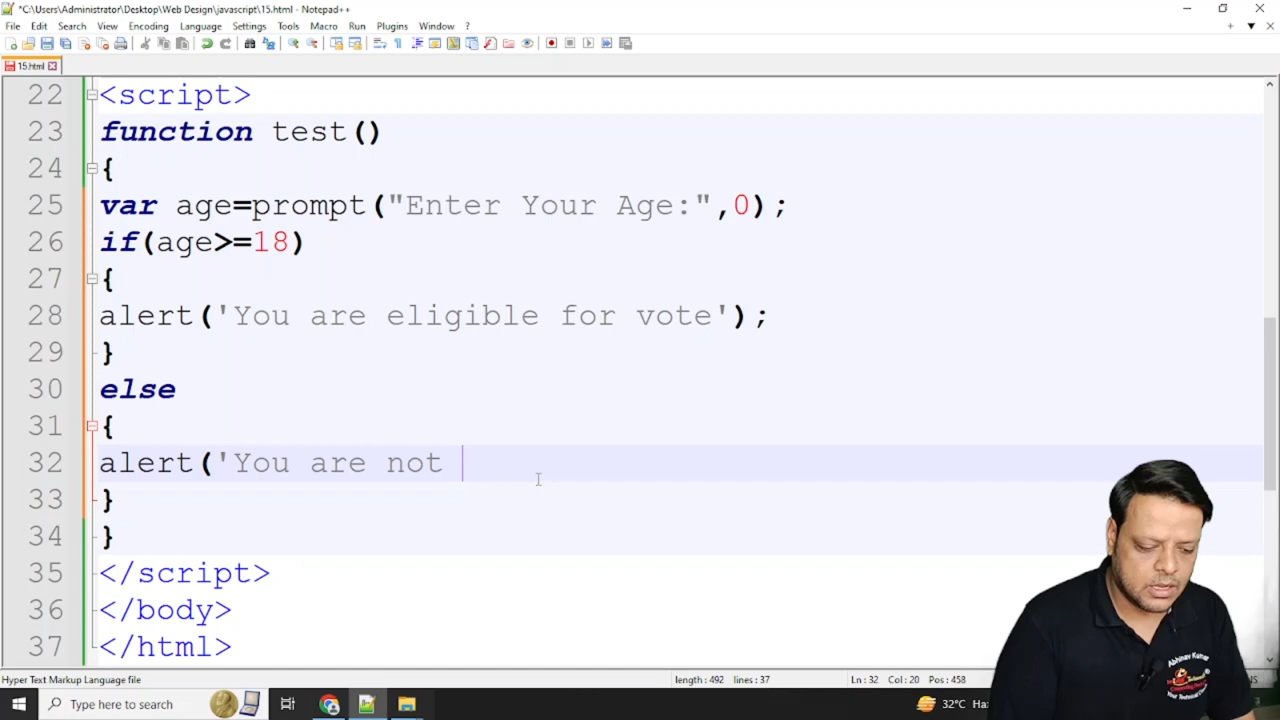 *C:\Users\Administrator\Desktop\Web Design\javascript\15.html - Notepad++
File Edit Search View Encoding Language Settings Tools Macro Run Plugins Window ?
15.html
22 <script>
23 function test()
24 {
25 var age=prompt("Enter Your Age:",0);
26 if(age>=18)
27 {
28 alert('You are eligible for vote');
29 }
30 else
31 {
32 alert('You are not
33 }
34 }
35 </script>
36 </body>
37 </html>
Abhinav Kumar
Hyper Text Markup Language file length : 492 lines : 37 Ln : 32 Col : 20 Pos : 458
Type here to search 32°C